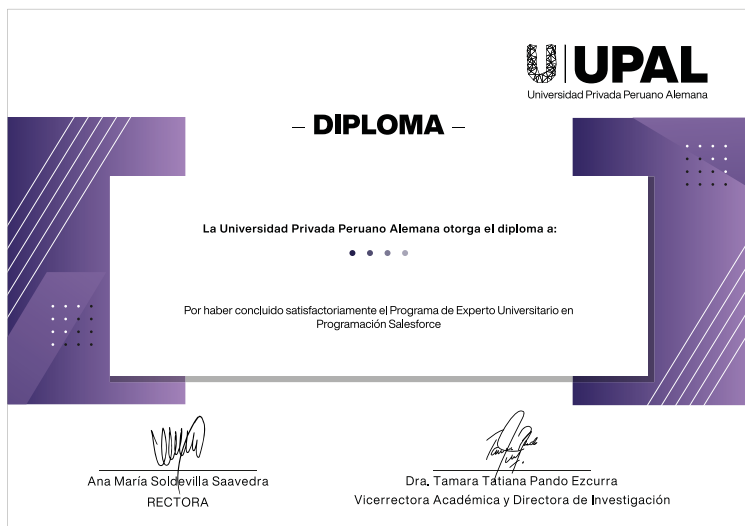 UPAL
Universidad Privada Peruano Alemana
– DIPLOMA –
La Universidad Privada Peruano Alemana otorga el diploma a:
Por haber concluido satisfactoriamente el Programa de Experto Universitario en
Programación Salesforce
Ana María Soldevilla Saavedra
RECTORA
Dra. Tamara Tatiana Pando Ezcurra
Vicerrectora Académica y Directora de Investigación